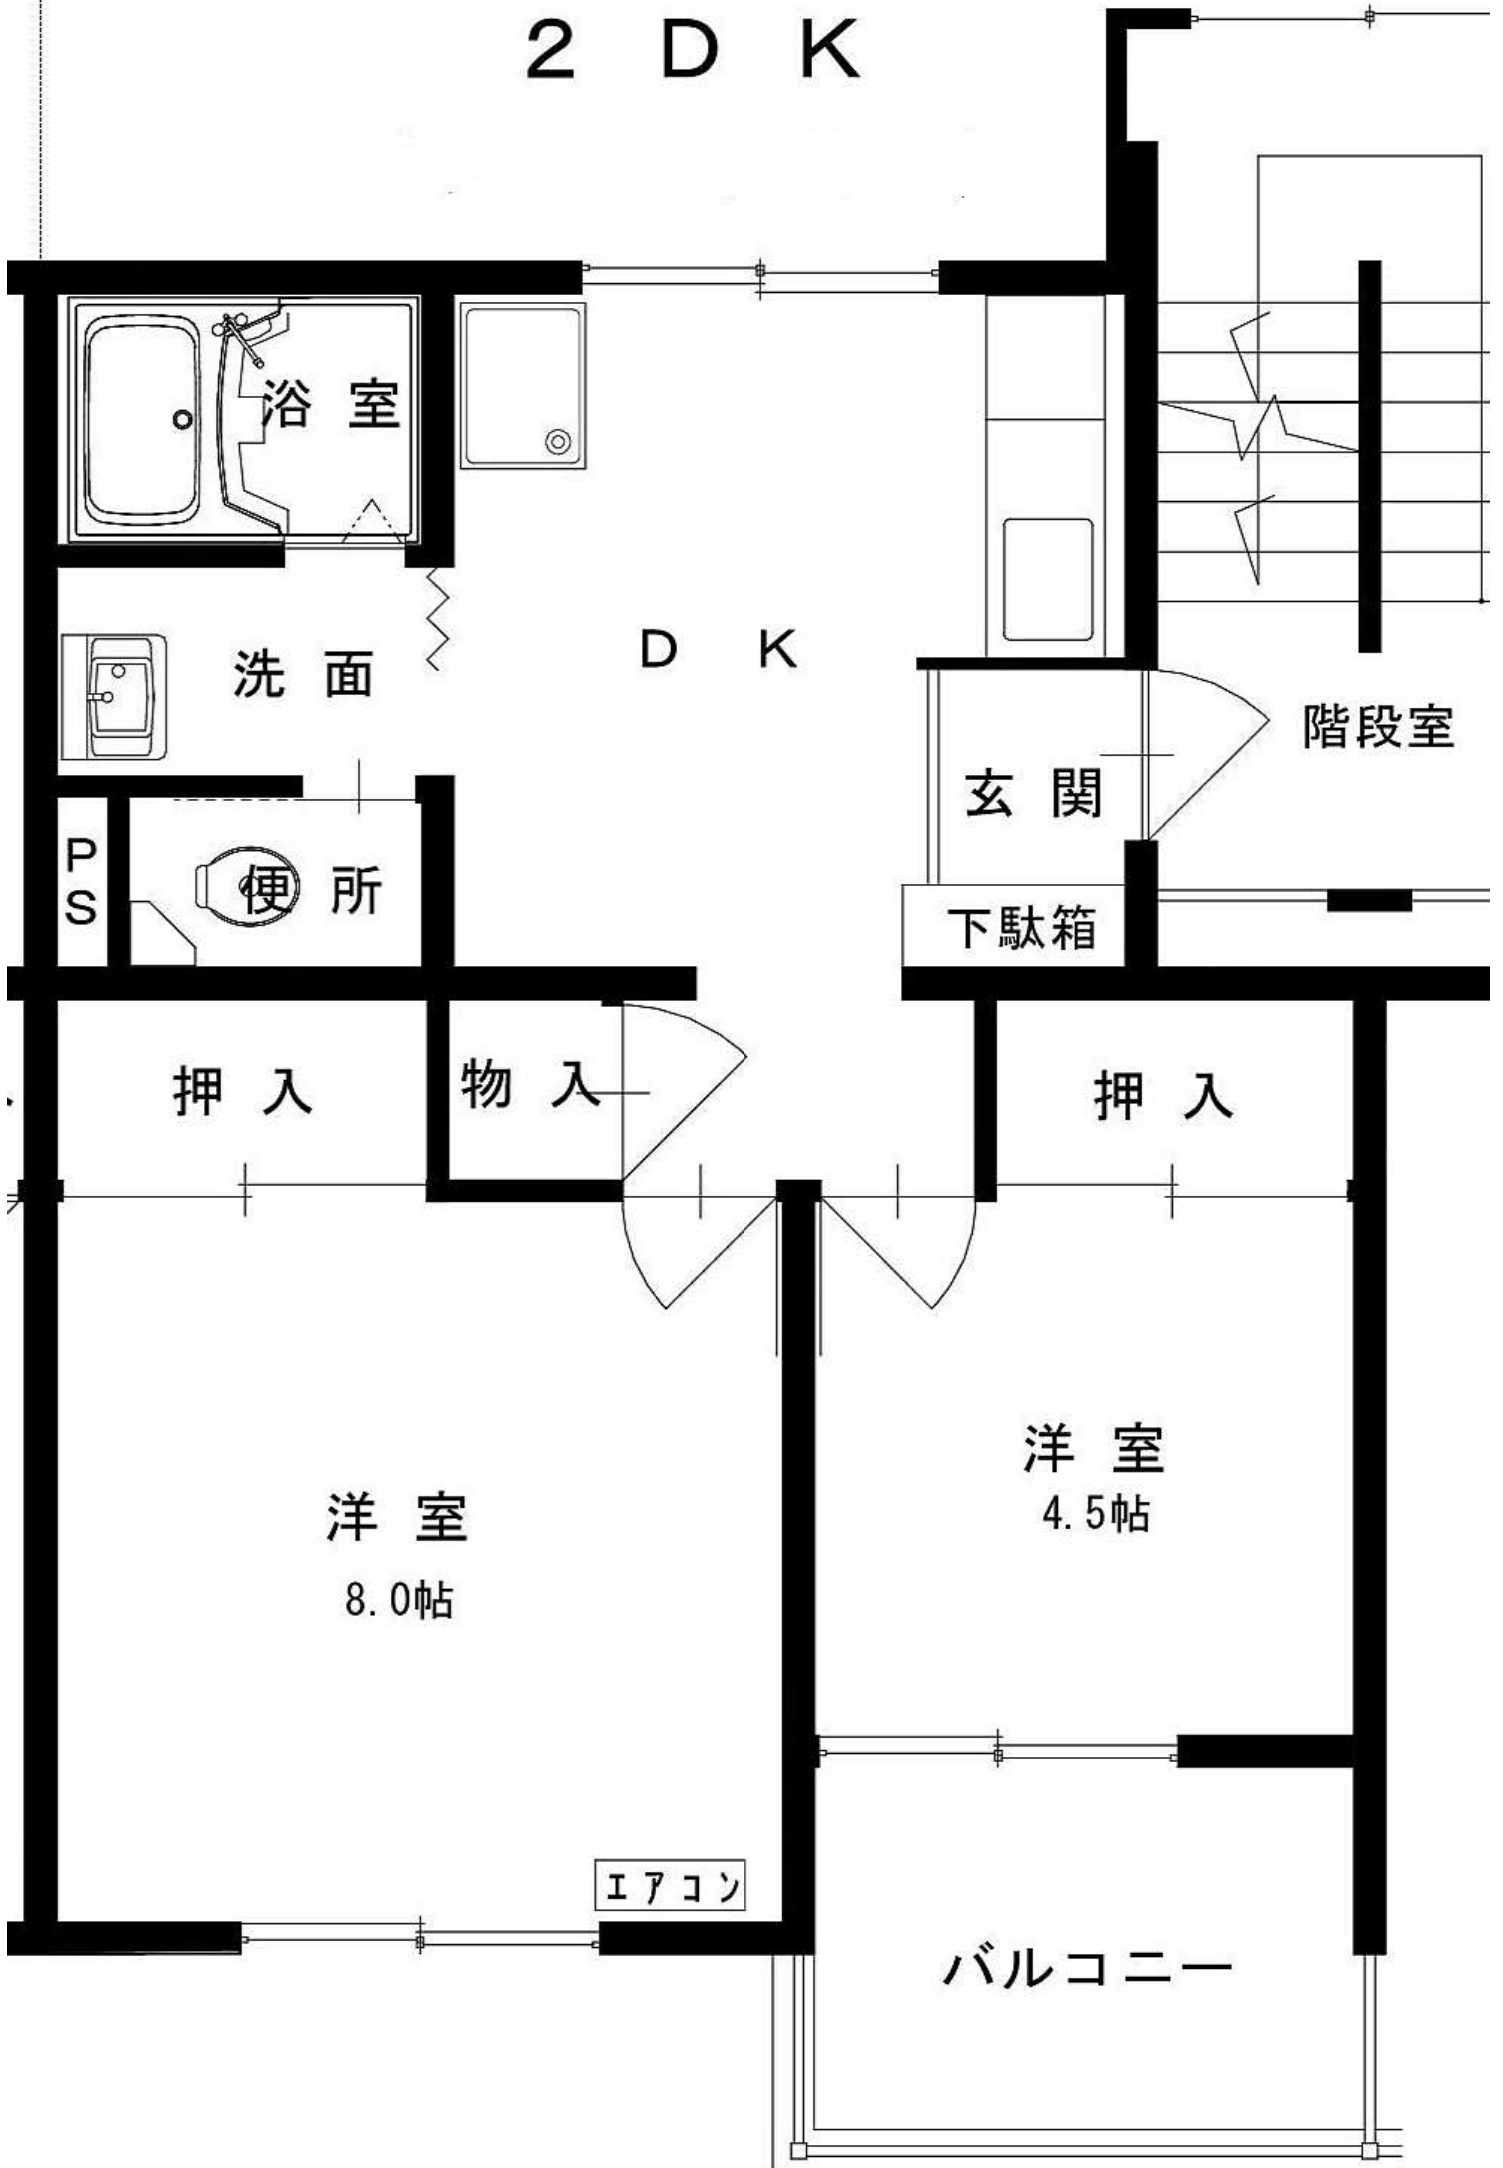 ２ＤＫ
浴室
ＤＫ
洗面
階段室
玄関
PS
便所
下駄箱
押入
物入
押入
洋室
4.5帖
洋室
8.0帖
エアコン
バルコニー